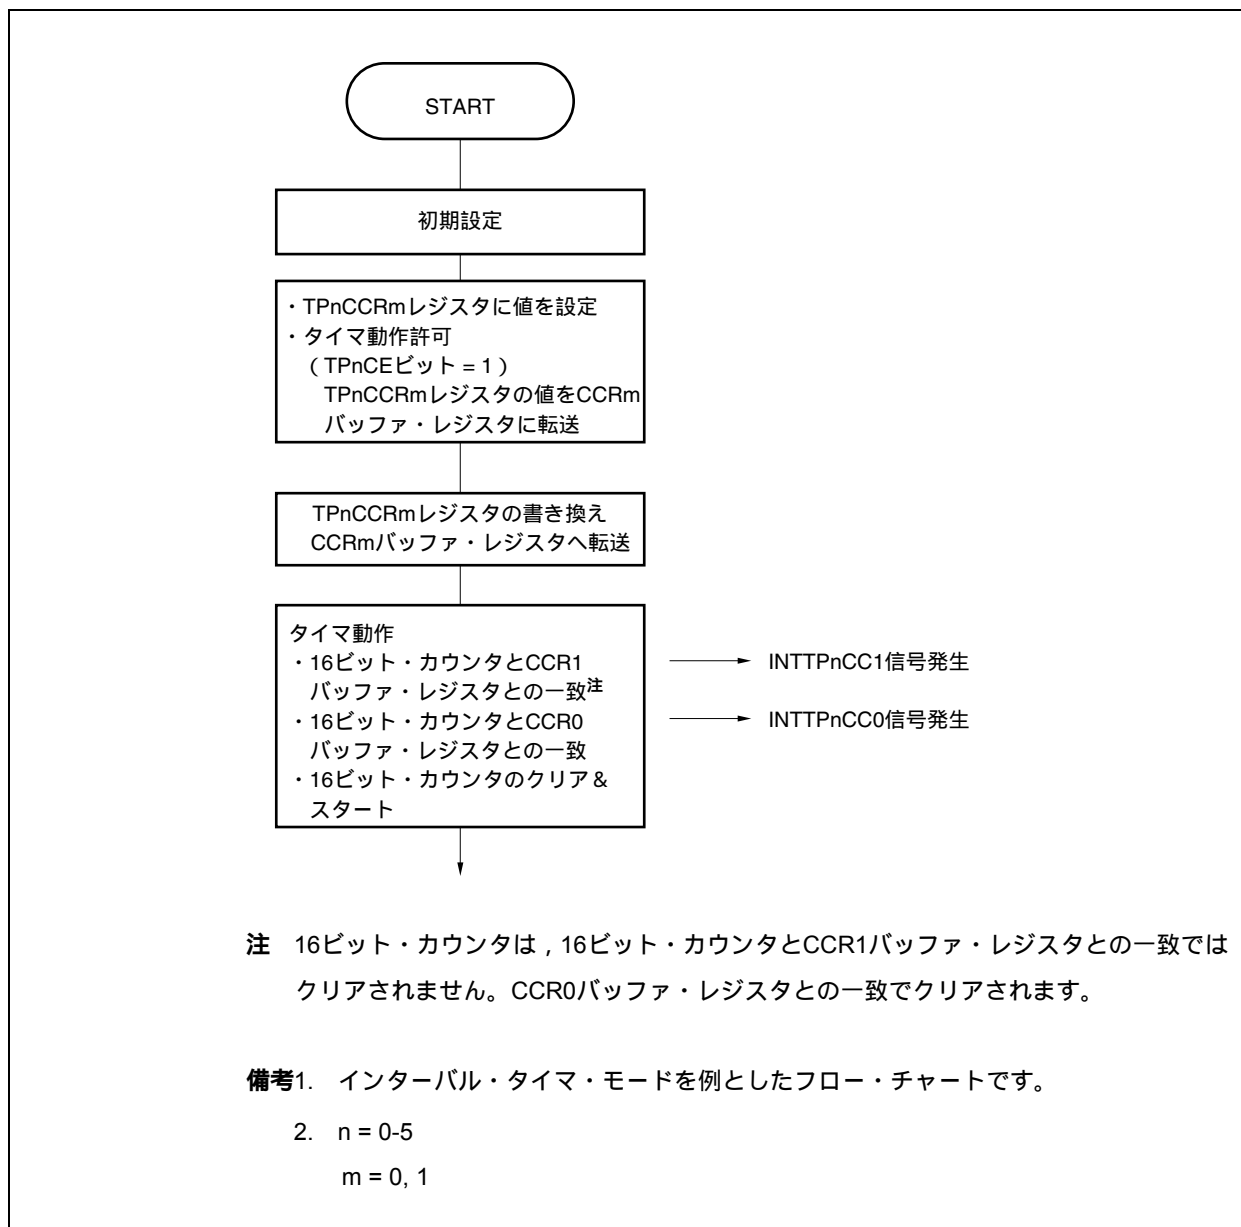 START
初期設定
・TPnCCRmレジスタに値を設定
・タイマ動作許可
（TPnCEビット = 1）
TPnCCRmレジスタの値をCCRm
バッファ・レジスタに転送
TPnCCRmレジスタの書き換え
CCRmバッファ・レジスタへ転送
タイマ動作
・16ビット・カウンタとCCR1
バッファ・レジスタとの一致注
・16ビット・カウンタとCCR0
バッファ・レジスタとの一致
・16ビット・カウンタのクリア＆
スタート
INTTPnCC1信号発生
INTTPnCC0信号発生
注 16ビット・カウンタは，16ビット・カウンタとCCR1バッファ・レジスタとの一致では
クリアされません。CCR0バッファ・レジスタとの一致でクリアされます。
備考1. インターバル・タイマ・モードを例としたフロー・チャートです。
2. n = 0-5
m = 0, 1